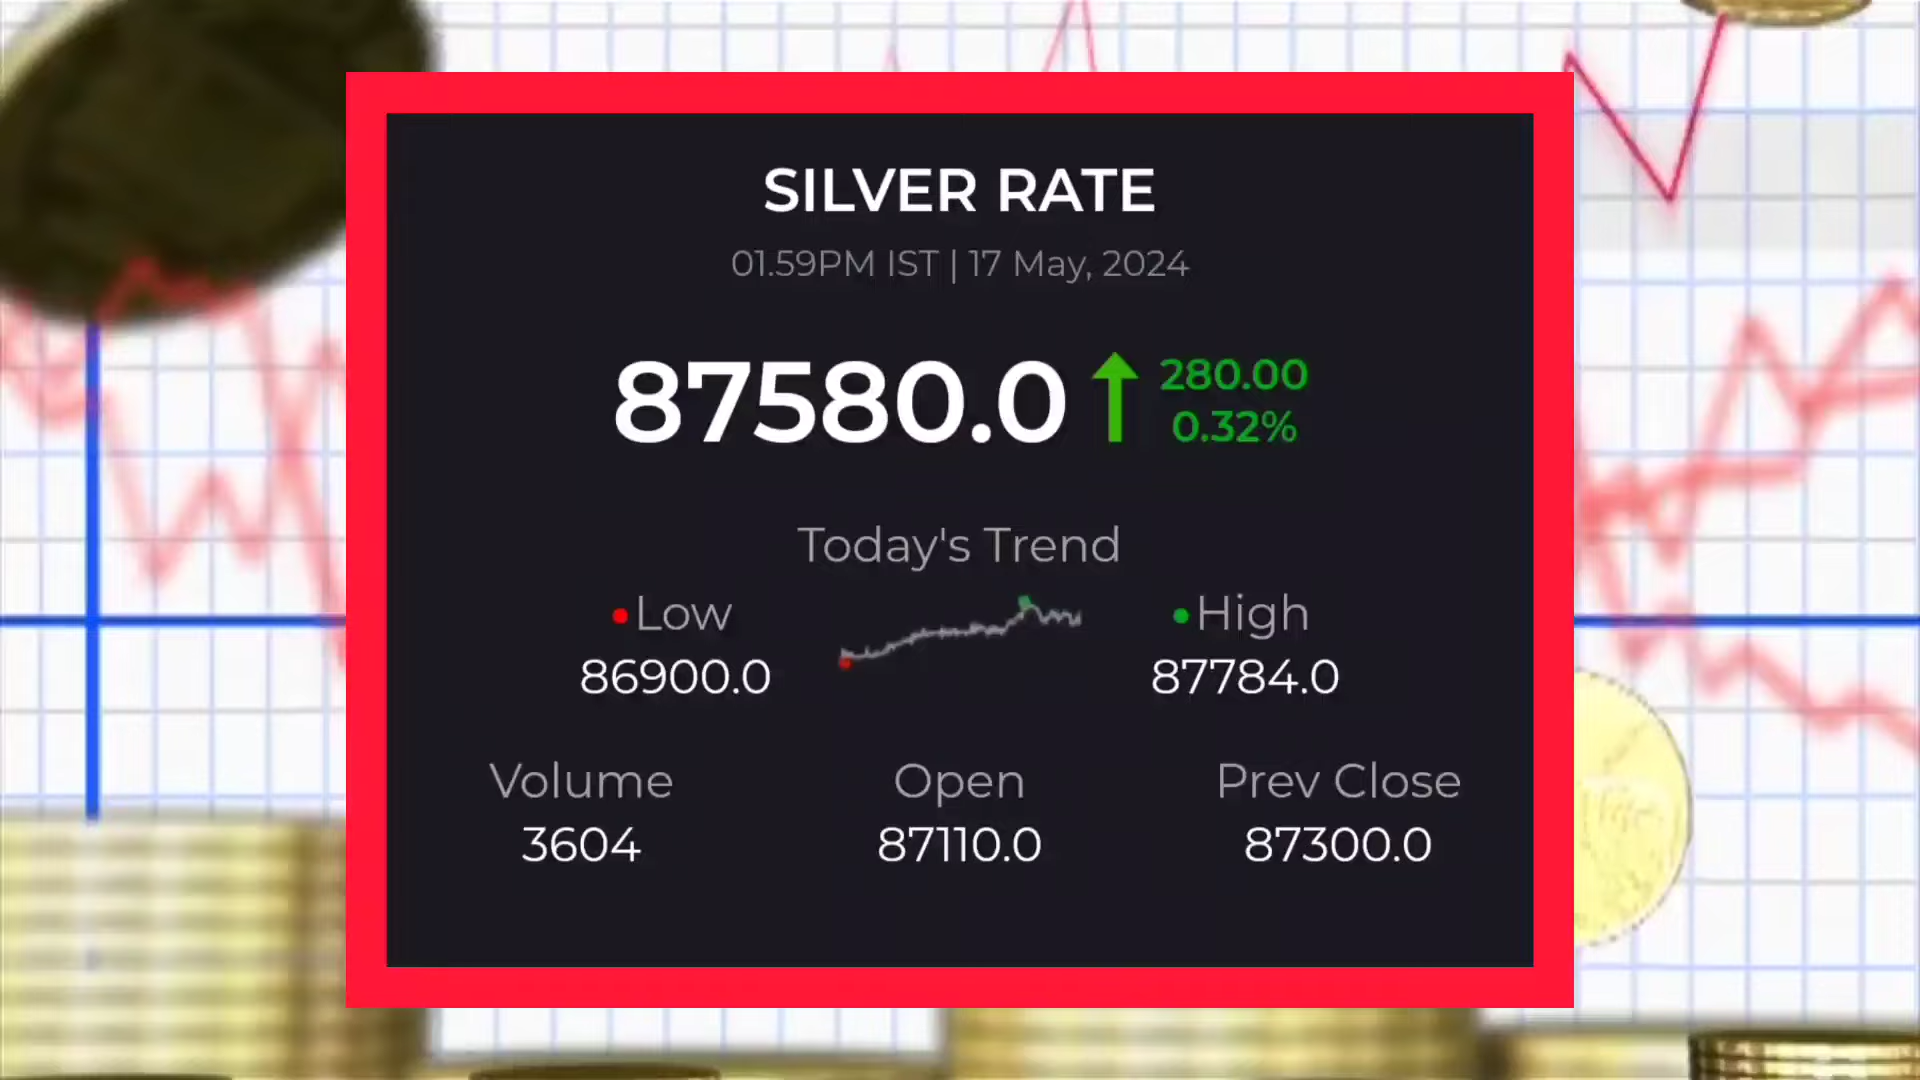 SILVER RATE
01.59PM IST | 17 May, 2024
87580.0
280.00
0.32%
Today's Trend
Low
High
86900.0
87784.0
Volume
Open
Prev Close
3604
87110.0
87300.0